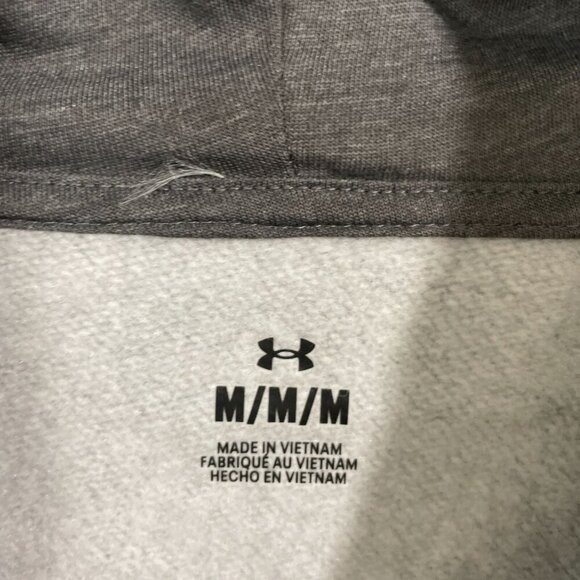 M/M/M
MADE IN VIETNAM
FABRIQUÉ AU VIETNAM
HECHO EN VIETNAM